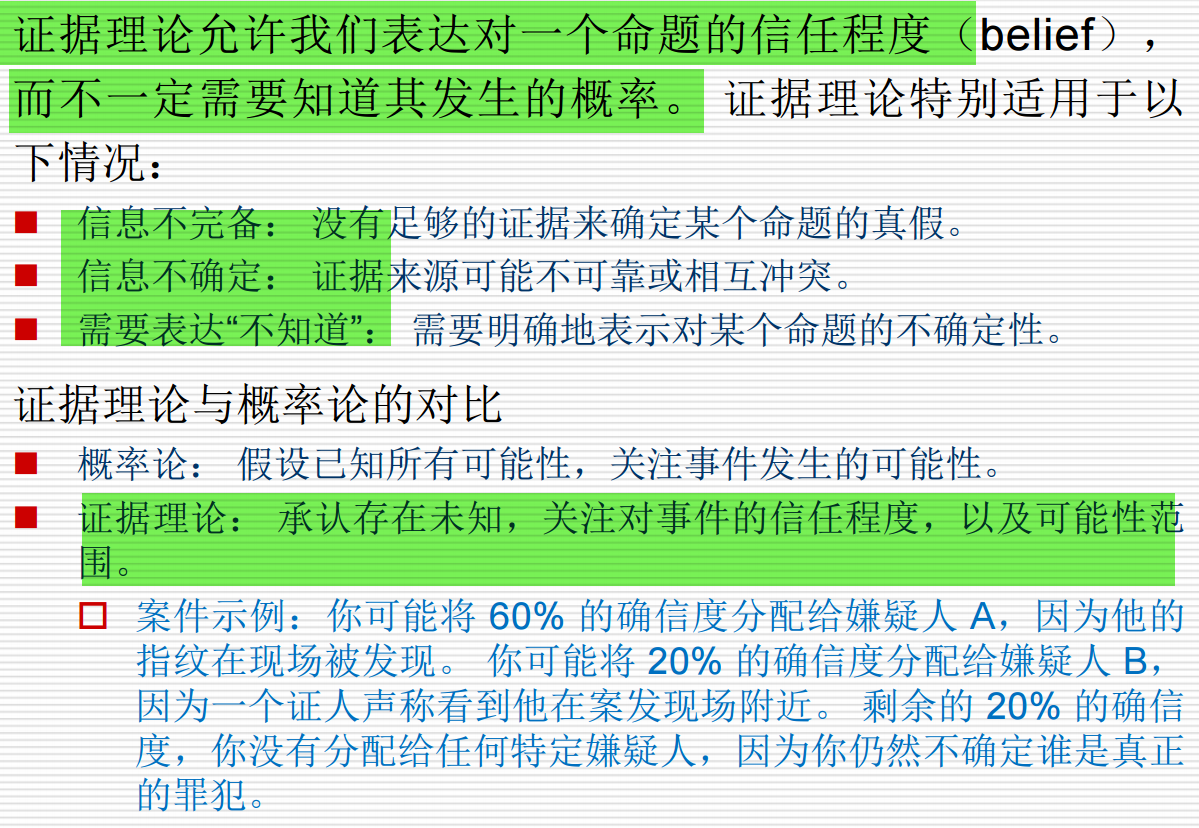 证据理论允许我们表达对一个命题的信任程度（belief），
而不一定需要知道其发生的概率。 证据理论特别适用于以
下情况：
信息不完备： 没有足够的证据来确定某个命题的真假。
信息不确定： 证据来源可能不可靠或相互冲突。
需要表达“不知道”： 需要明确地表示对某个命题的不确定性。
证据理论与概率论的对比
概率论： 假设已知所有可能性，关注事件发生的可能性。
证据理论： 承认存在未知，关注对事件的信任程度，以及可能性范
围。
案件示例：你可能将 60% 的确信度分配给嫌疑人 A，因为他的
指纹在现场被发现。 你可能将 20% 的确信度分配给嫌疑人 B，
因为一个证人声称看到他在案发现场附近。 剩余的 20% 的确信
度，你没有分配给任何特定嫌疑人，因为你仍然不确定谁是真正
的罪犯。